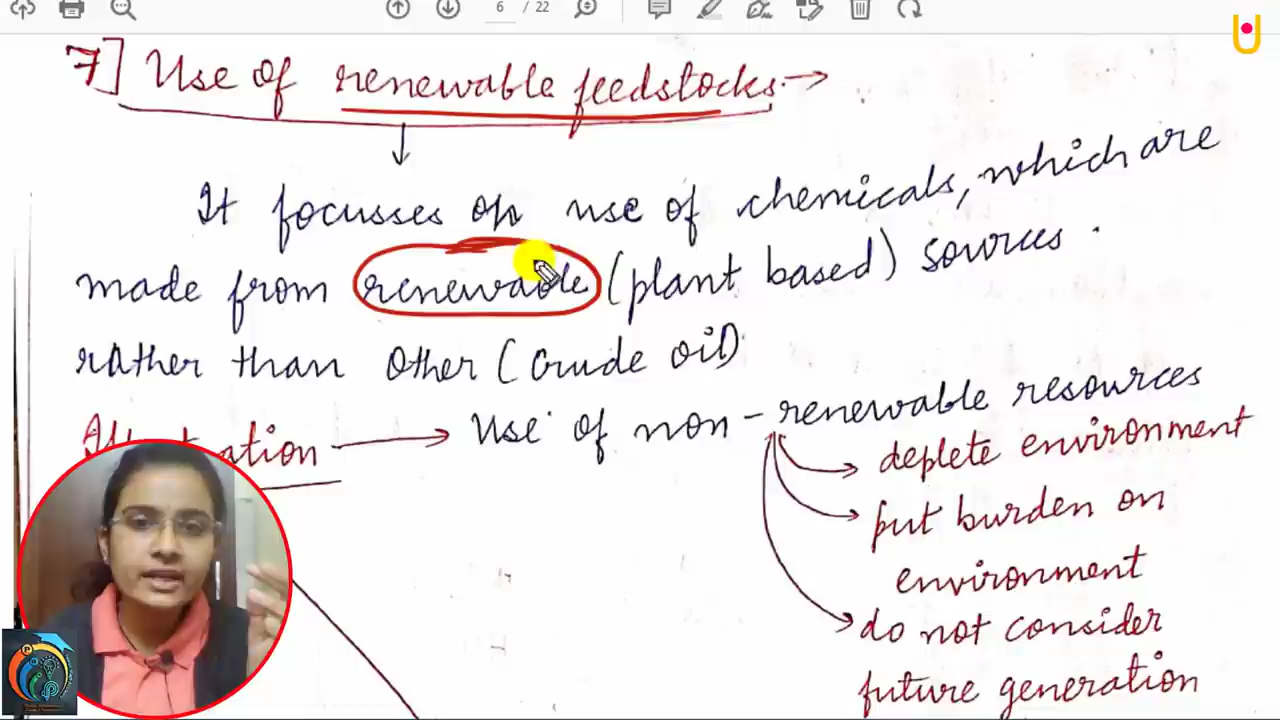 6 / 22
7] Use of renewable feedstocks →
It focusses on use of chemicals, which are
made from renewable (plant based) sources.
rather than other (crude oil)
→ Use of non-renewable resources
deplete environment
put burden on
environment
do not consider
future generation